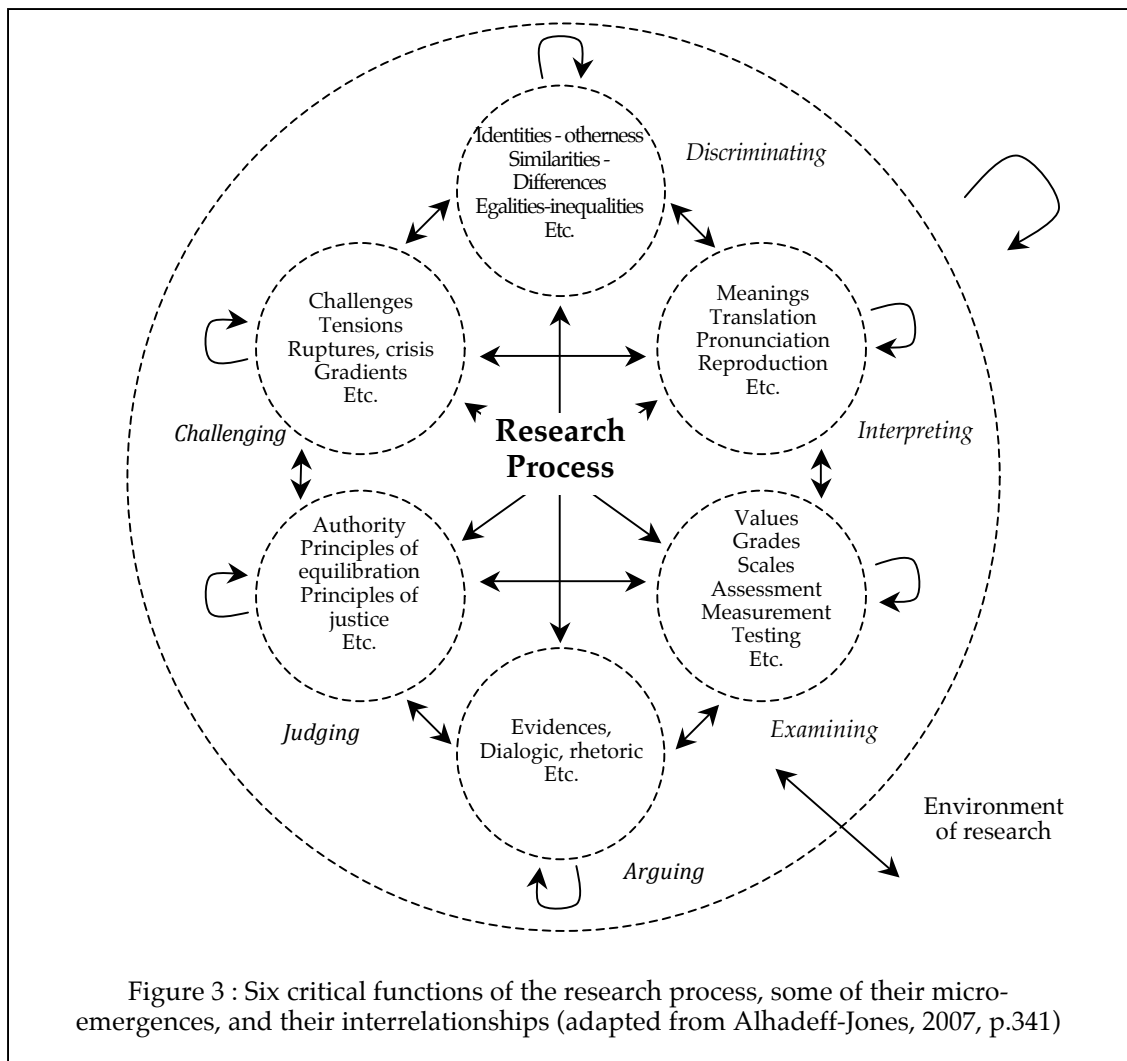 Identities - otherness
Similarities -
Differences
Egalities-inequalities
Etc.
Discriminating
Challenges
Tensions
Ruptures, crisis
Gradients
Etc.
Meanings
Translation
Pronunciation
Reproduction
Etc.
Challenging
Research
Process
Interpreting
Authority
Principles of
equilibration
Principles of
justice
Etc.
Values
Grades
Scales
Assessment
Measurement
Testing
Etc.
Judging
Evidences,
Dialogic, rhetoric
Etc.
Examining
Environment
of research
Arguing
Figure 3 : Six critical functions of the research process, some of their micro-
emergences, and their interrelationships (adapted from Alhadeff-Jones, 2007, p.341)